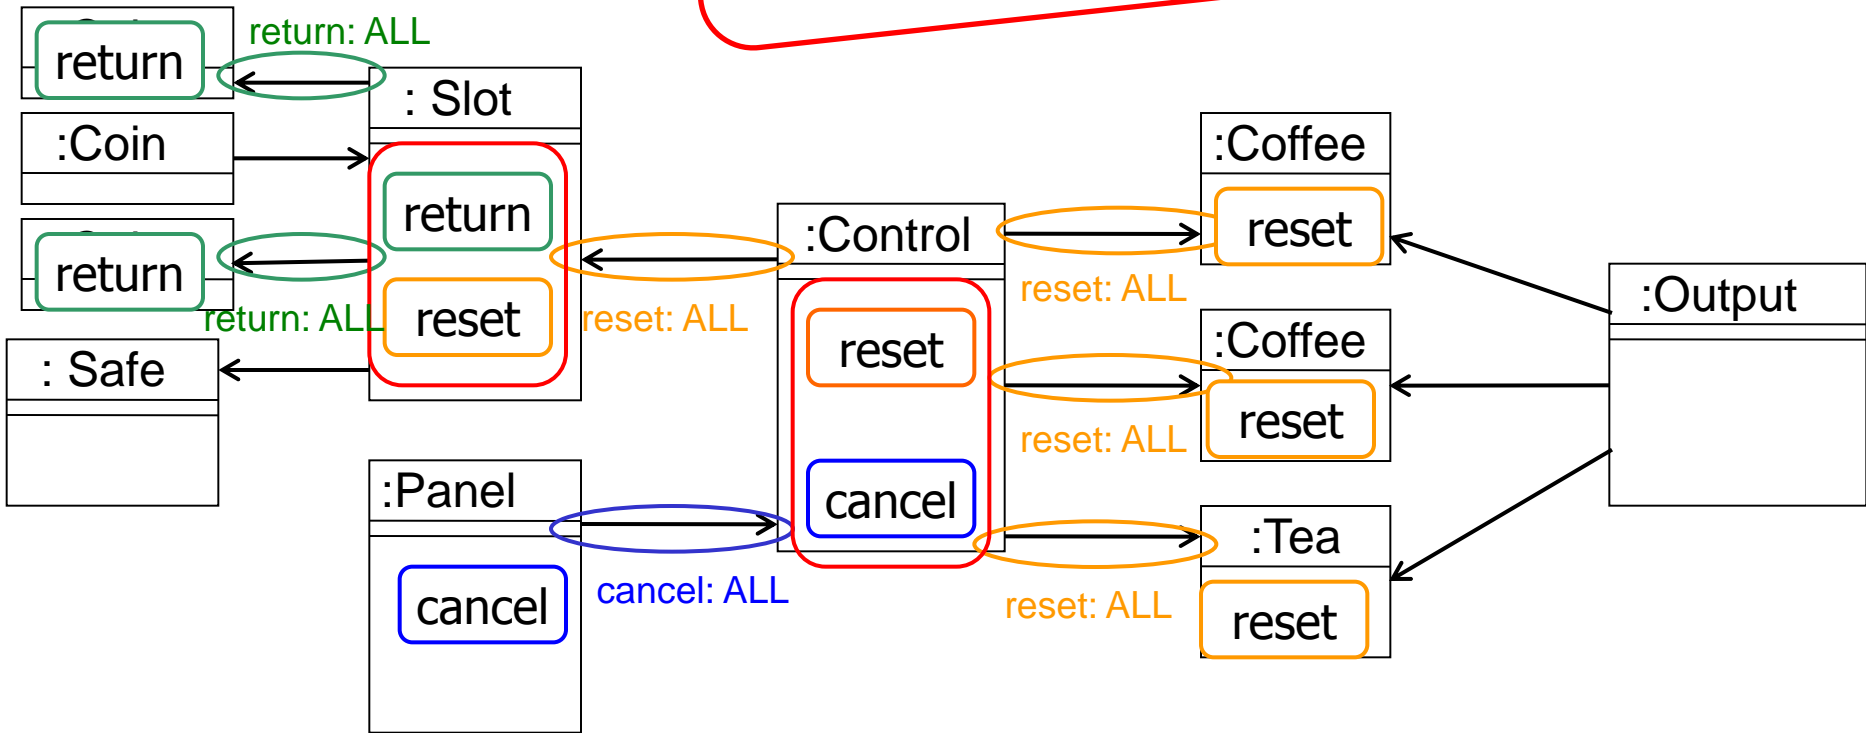 return: ALL
return
: Slot
:Coin
:Coffee
return
reset
:Control
return
:Output
return: ALL
reset
reset: ALL
reset: ALL
reset
:Coffee
: Safe
reset
reset: ALL
:Panel
cancel
:Tea
cancel
cancel: ALL
reset: ALL
reset